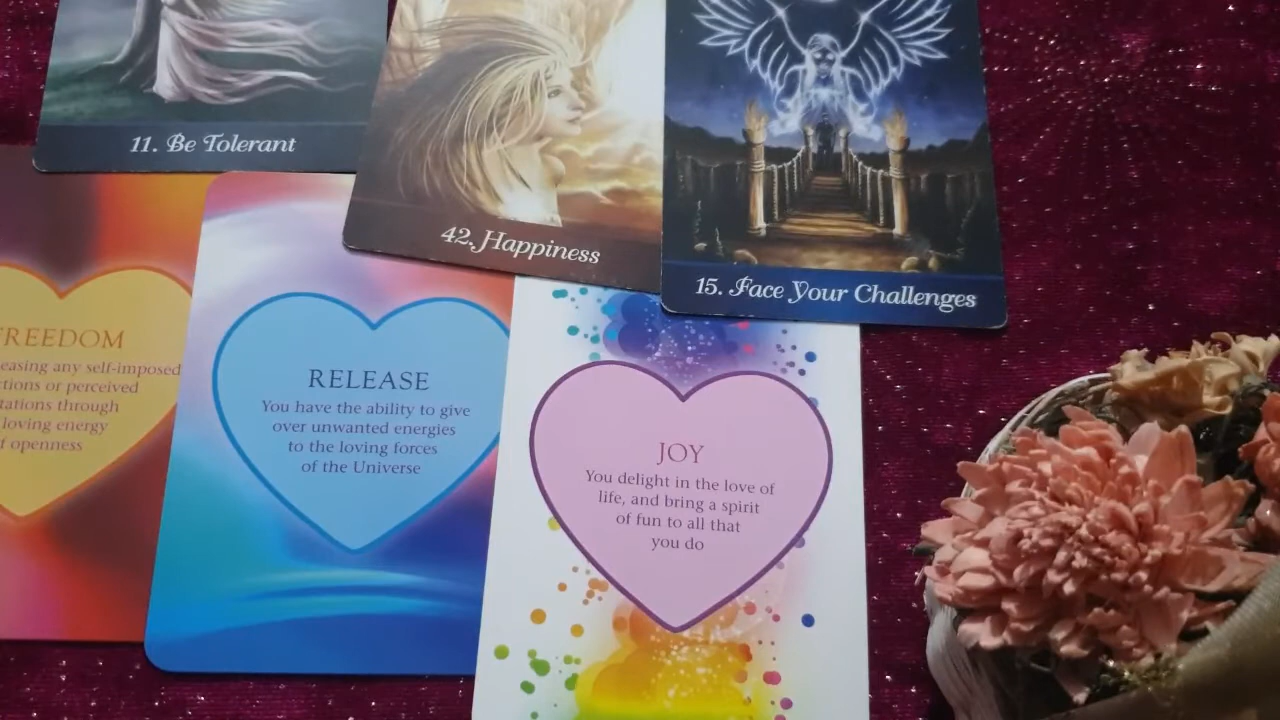 11. Be Tolerant
42. Happiness
15. Face Your Challenges
FREEDOM
easing any self-imposed
tions or perceived
tations through
loving energy
openness
RELEASE
You have the ability to give
over unwanted energies
to the loving forces
of the Universe
JOY
You delight in the love of
life, and bring a spirit
of fun to all that
you do